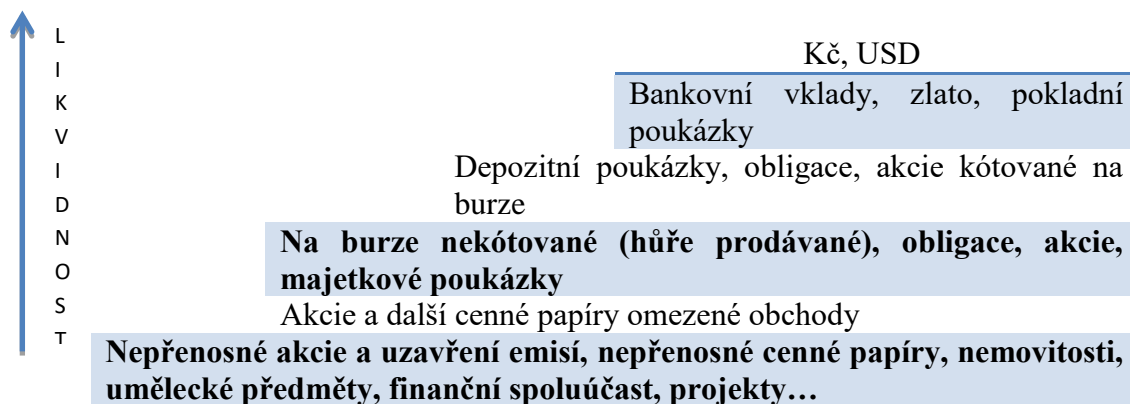 LIKVIDNOST
Kč, USD
Bankovní vklady, zlato, pokladní
poukázky
Depozitní poukázky, obligace, akcie kótované na
burze
Na burze nekótované (hůře prodávané), obligace, akcie,
majetkové poukázky
Akcie a další cenné papíry omezené obchody
Nepřenosné akcie a uzavření emisí, nepřenosné cenné papíry, nemovitosti,
umělecké předměty, finanční spoluúčast, projekty…